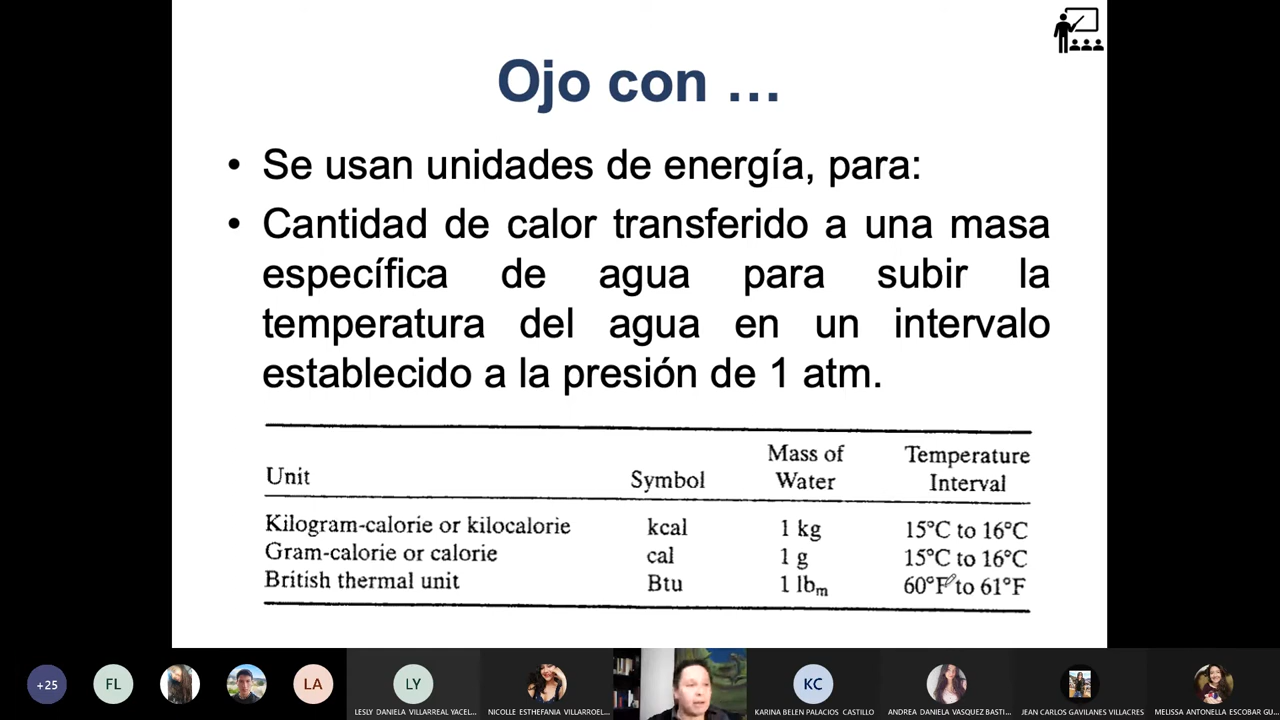 Ojo con …
• Se usan unidades de energía, para:
• Cantidad de calor transferido a una masa
específica de agua para subir la
temperatura del agua en un intervalo
establecido a la presión de 1 atm.
Unit Symbol Mass of Water Temperature Interval
Kilogram-calorie or kilocalorie kcal 1 kg 15°C to 16°C
Gram-calorie or calorie cal 1 g 15°C to 16°C
British thermal unit Btu 1 lbm 60°F to 61°F
+25 FL LA LY KC
LESLY DANIELA VILLARREAL YACEL... NICOLLE ESTHEFANIA VILLARROEL... KARINA BELEN PALACIOS CASTILLO ANDREA DANIELA VASQUEZ BASTI... JEAN CARLOS GAVILANES VILLACRES MELISSA ANTONELLA ESCOBAR GU...